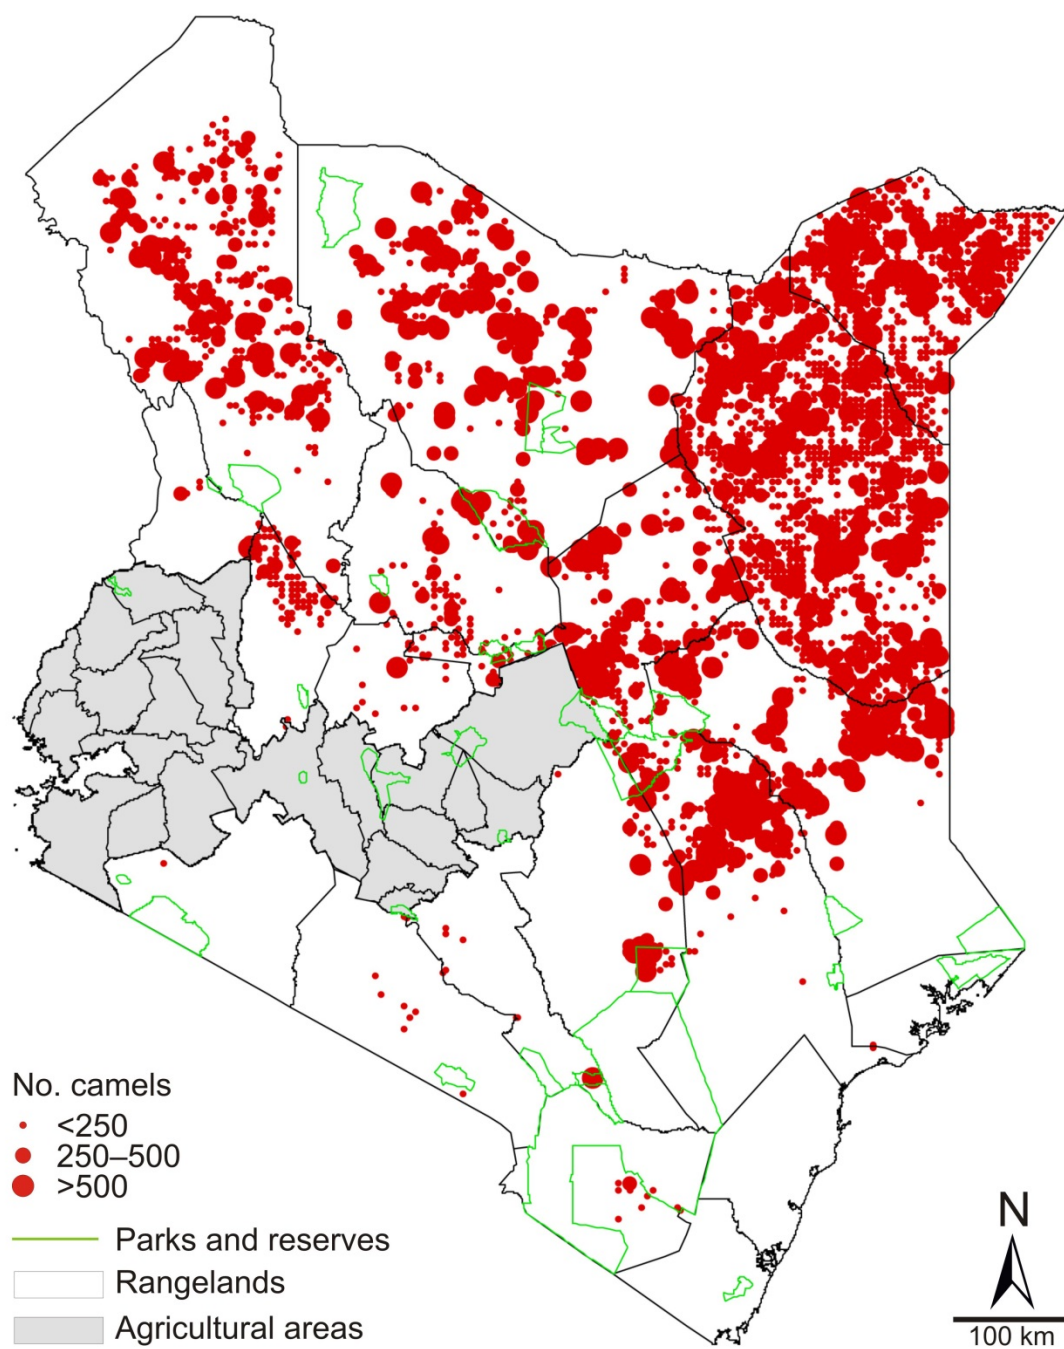 No. camels
<250
250–500
>500
Parks and reserves
Rangelands
Agricultural areas
N
100 km